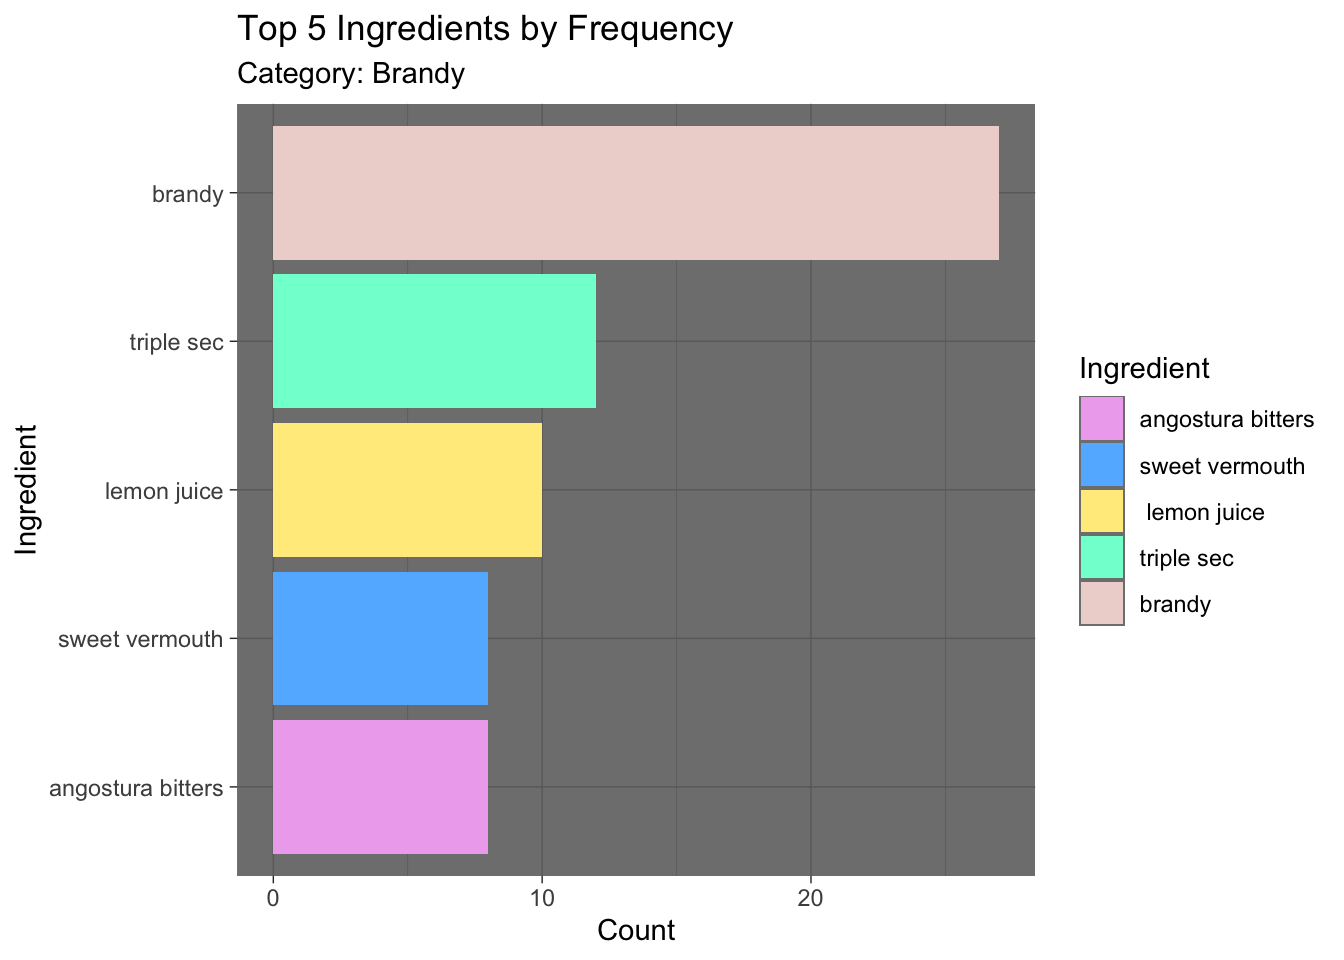 Top 5 Ingredients by Frequency
Category: Brandy
brandy
triple sec
lemon juice
sweet vermouth
angostura bitters
Ingredient
0 10 20
Count
Ingredient
angostura bitters
sweet vermouth
lemon juice
triple sec
brandy